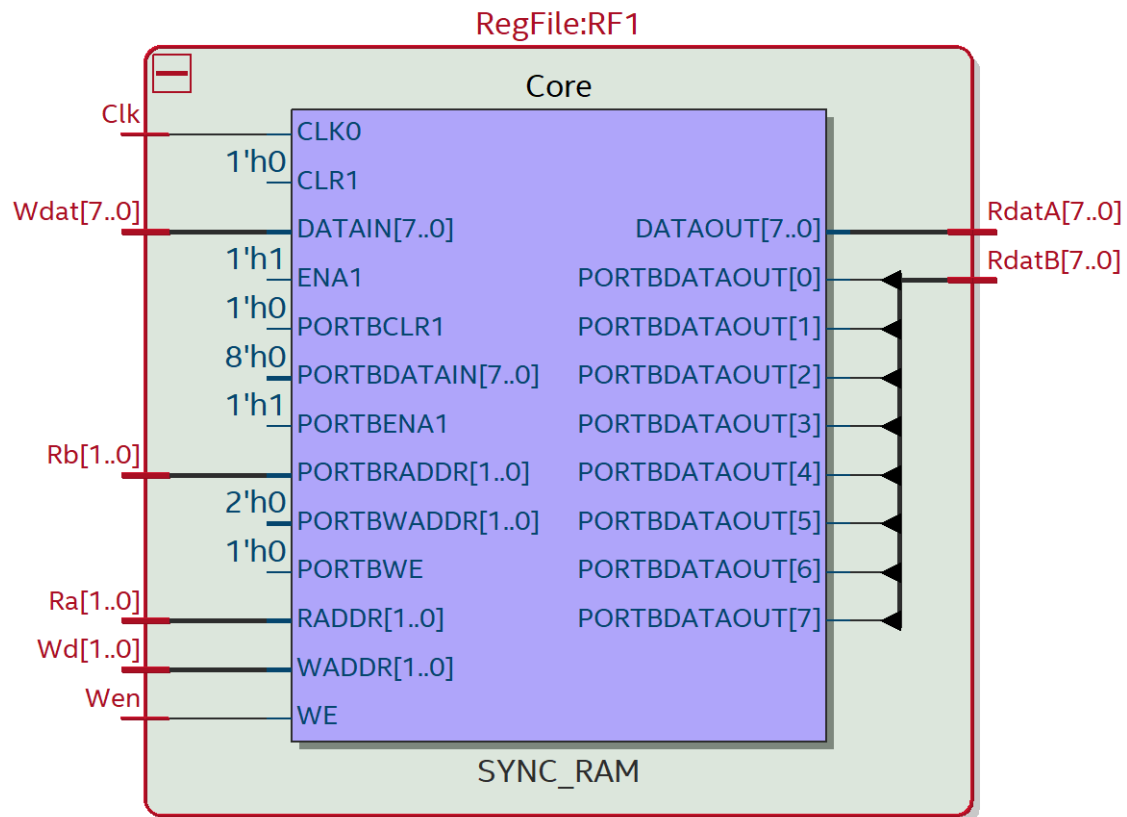 RegFile:RF1
Core
Clk
CLK0
1'h0
CLR1
Wdat[7..0]
DATAIN[7..0]
DATAOUT[7..0]
RdatA[7..0]
1'h1
ENA1
PORTBDATAOUT[0]
RdatB[7..0]
1'h0
PORTBCLR1
PORTBDATAOUT[1]
8'h0
PORTBDATAIN[7..0]
PORTBDATAOUT[2]
1'h1
PORTBENA1
PORTBDATAOUT[3]
Rb[1..0]
PORTBRADDR[1..0]
PORTBDATAOUT[4]
2'h0
PORTBWADDR[1..0]
PORTBDATAOUT[5]
1'h0
PORTBWE
PORTBDATAOUT[6]
Ra[1..0]
RADDR[1..0]
PORTBDATAOUT[7]
Wd[1..0]
WADDR[1..0]
Wen
WE
SYNC_RAM